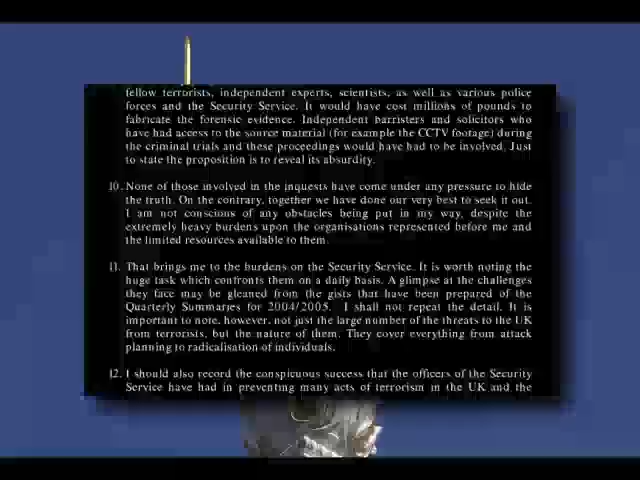 fellow terrorists, independent experts, scientists, as well as various police
forces and the Security Service. It would have cost millions of pounds to
fabricate the forensic evidence. Independent barristers and solicitors who
have had access to the source material (for example the CCTV footage) during
the criminal trials and these proceedings would have had to be involved. Just
to state the proposition is to reveal its absurdity.
10. None of those involved in the inquests have come under any pressure to hide
the truth. On the contrary, together we have done our very best to seek it out.
I am not conscious of any obstacles being put in my way, despite the
extremely heavy burdens upon the organisations represented before me and
the limited resources available to them.
11. That brings me to the burdens on the Security Service. It is worth noting the
huge task which confronts them on a daily basis. A glimpse at the challenges
they face may be gleaned from the gists that have been prepared of the
Quarterly Summaries for 2004/2005. I shall not repeat the detail. It is
important to note, however, not just the large number of the threats to the UK
from terrorists, but the nature of them. They cover everything from attack
planning to radicalisation of individuals.
12. I should also record the conspicuous success that the officers of the Security
Service have had in preventing many acts of terrorism in the UK and the